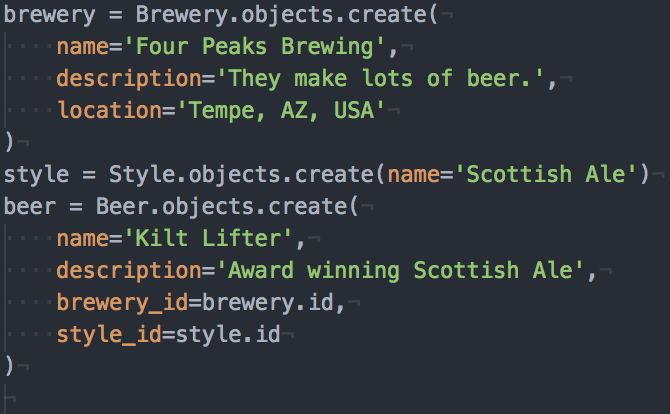 brewery = Brewery.objects.create(
    name='Four Peaks Brewing',
    description='They make lots of beer.',
    location='Tempe, AZ, USA'
)
style = Style.objects.create(name='Scottish Ale')
beer = Beer.objects.create(
    name='Kilt Lifter',
    description='Award winning Scottish Ale',
    brewery_id=brewery.id,
    style_id=style.id
)